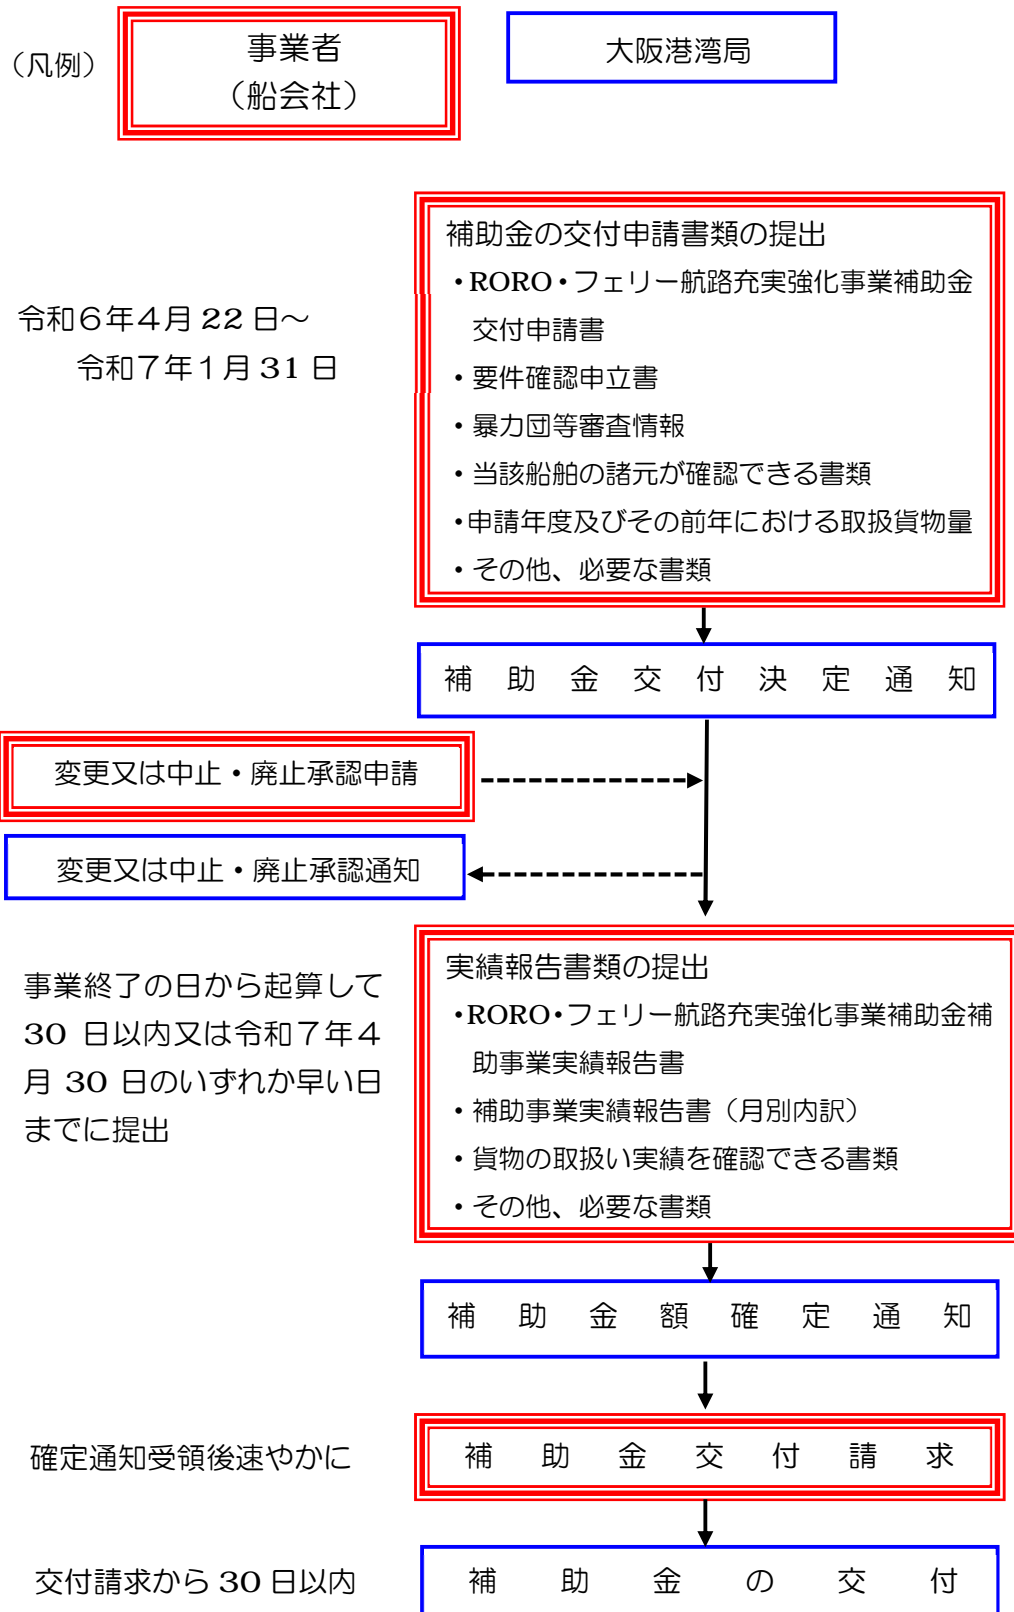 （凡例）
事業者
（船会社）
大阪港湾局
補助金の交付申請書類の提出
・RORO・フェリー航路充実強化事業補助金
交付申請書
・要件確認申立書
・暴力団等審査情報
・当該船舶の諸元が確認できる書類
・申請年度及びその前年における取扱貨物量
・その他、必要な書類
令和６年４月 22 日～
令和７年１月 31 日
補助金交付決定通知
変更又は中止・廃止承認申請
変更又は中止・廃止承認通知
事業終了の日から起算して
30 日以内又は令和７年４
月 30 日のいずれか早い日
までに提出
実績報告書類の提出
・RORO・フェリー航路充実強化事業補助金補
助事業実績報告書
・補助事業実績報告書（月別内訳）
・貨物の取扱い実績を確認できる書類
・その他、必要な書類
補助金額確定通知
確定通知受領後速やかに
補助金交付請求
交付請求から 30 日以内
補助金の交付